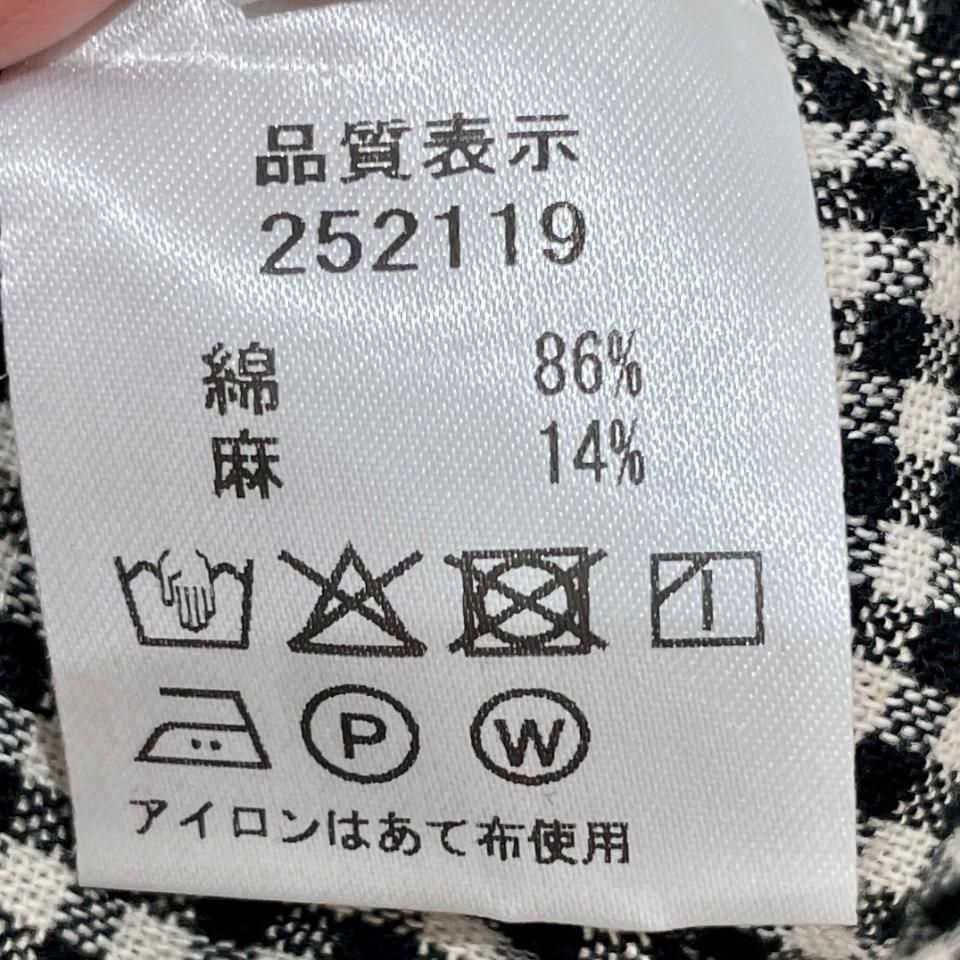 品質表示
252119
綿 86%
麻 14%
P W
アイロンはあて布使用